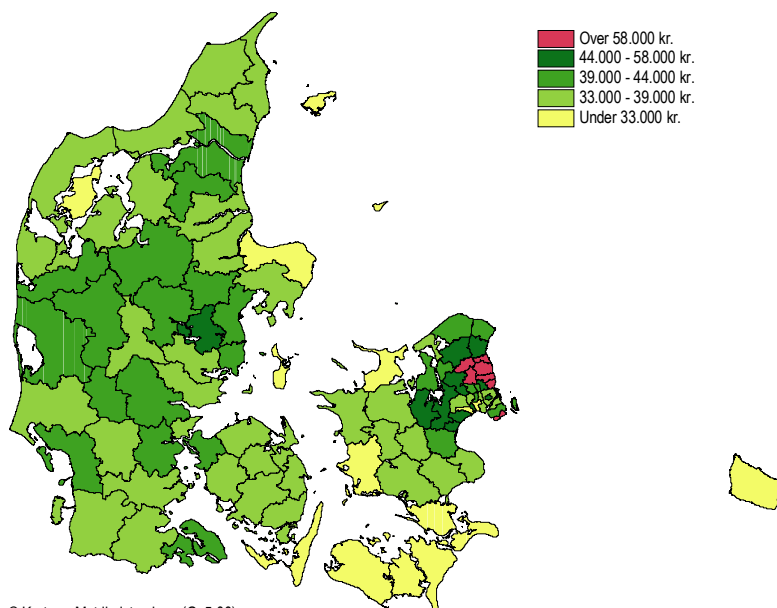 Over 58.000 kr.
44.000 - 58.000 kr.
39.000 - 44.000 kr.
33.000 - 39.000 kr.
Under 33.000 kr.